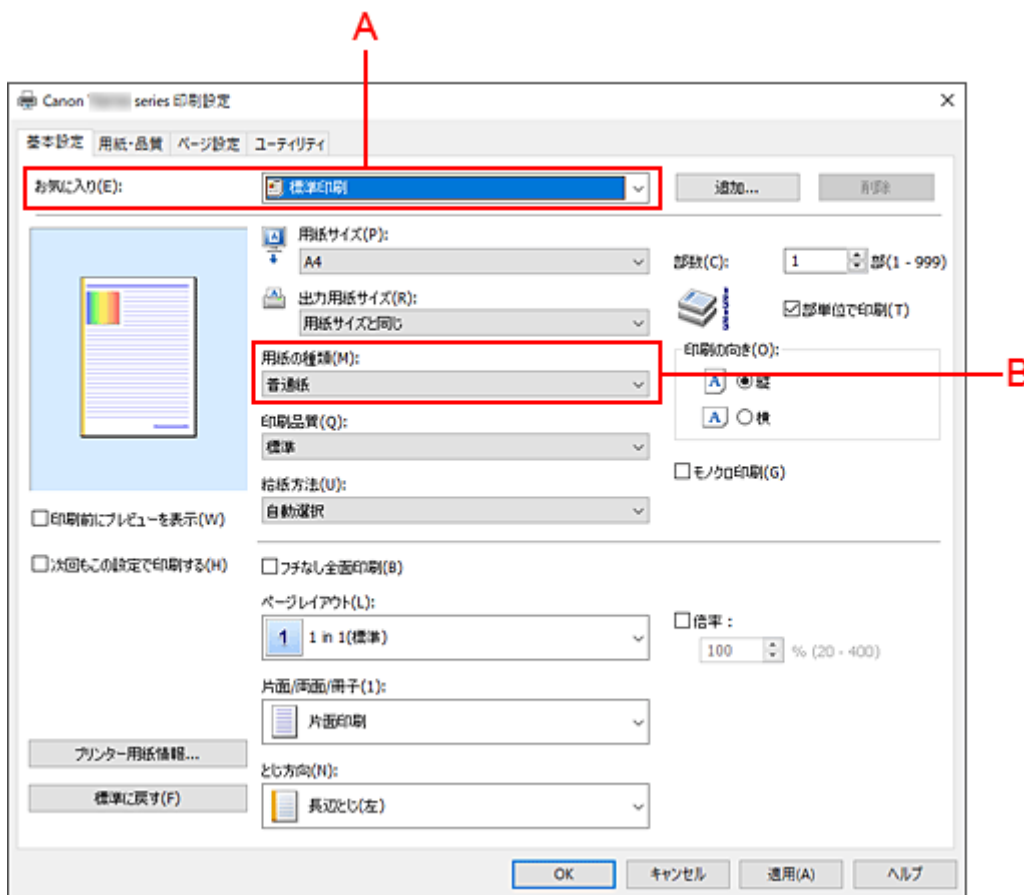 A
Canon series 印刷設定
基本設定 用紙・品質 ページ設定 ユーティリティ
お気に入り(E): 標準印刷 追加... 削除
用紙サイズ(P):
A4
部数(C): 1 部(1 - 999)
出力用紙サイズ(R):
用紙サイズと同じ
部単位で印刷(T)
用紙の種類(M):
普通紙
印刷の向き(O):
B
A 縦
A 横
印刷品質(Q):
標準
モノクロ印刷(G)
給紙方法(U):
自動選択
印刷前にプレビューを表示(W)
次回もこの設定で印刷する(H)
フチなし全面印刷(B)
ページレイアウト(L):
1 1 in 1(標準)
倍率：
100 % (20 - 400)
片面/両面/冊子(1):
片面印刷
プリンター用紙情報...
とじ方向(N):
標準に戻す(F)
長辺とじ(左)
OK キャンセル 適用(A) ヘルプ